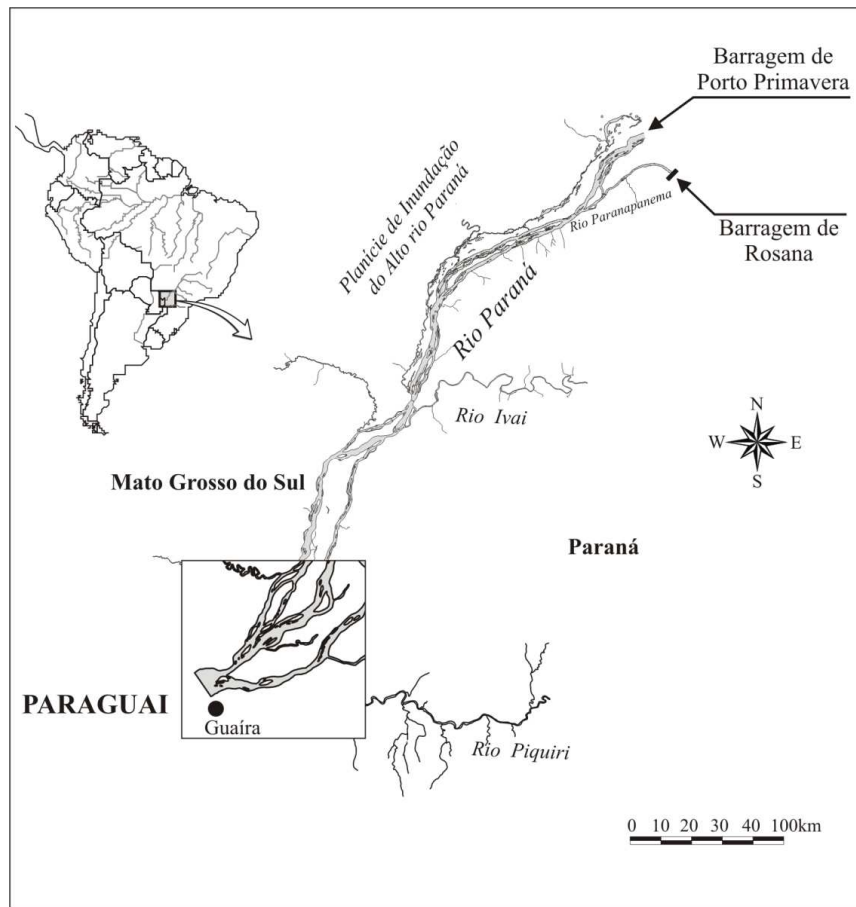 Barragem de
Porto Primavera
Planície de Inundação
do Alto rio Paraná
Rio Paranapanema
Barragem de
Rosana
Rio Paraná
Rio Ivai
N
W
E
S
Mato Grosso do Sul
Paraná
PARAGUAI
Guaíra
Rio Piquiri
0 10 20 30 40 100km